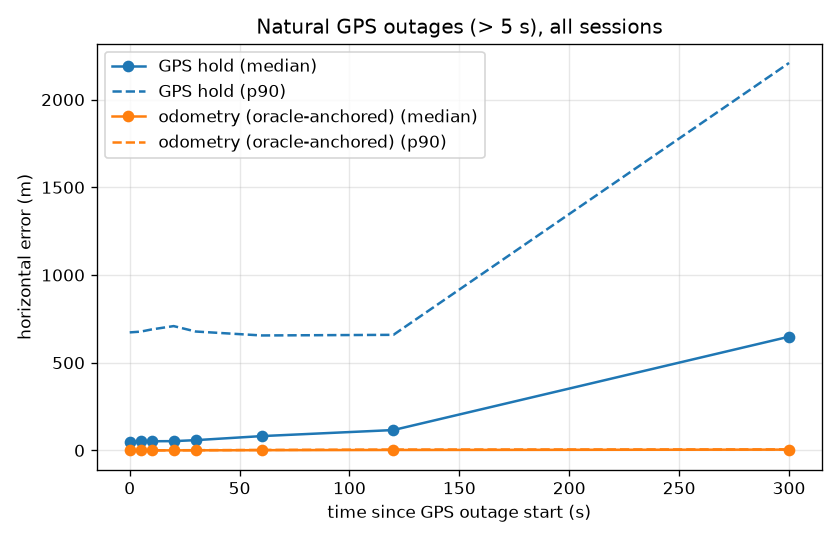 Natural GPS outages (> 5 s), all sessions
GPS hold (median)
GPS hold (p90)
odometry (oracle-anchored) (median)
odometry (oracle-anchored) (p90)
horizontal error (m)
2000
1500
1000
500
0
0 50 100 150 200 250 300
time since GPS outage start (s)